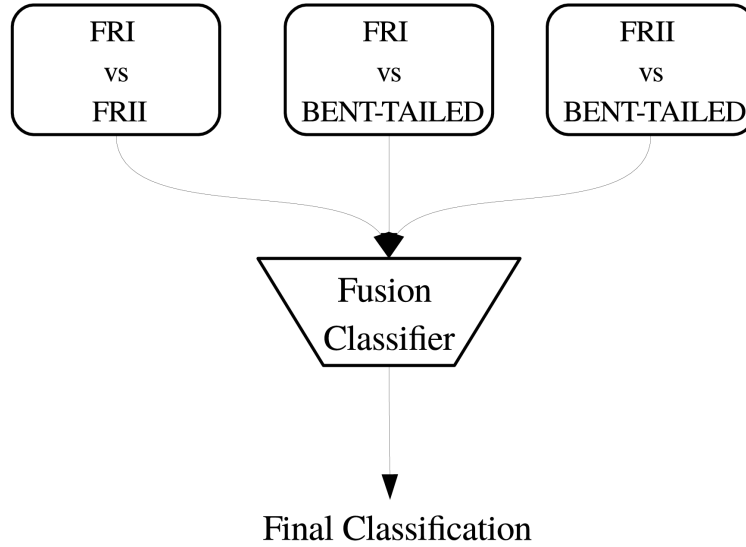 FRI
vs
FRII
FRI
vs
BENT-TAILED
FRII
vs
BENT-TAILED
Fusion
Classifier
Final Classification